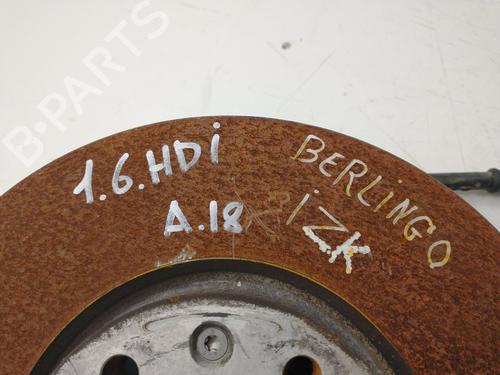 B-PARTS
1.6.HDi
A.18
BERLINGO
iZK